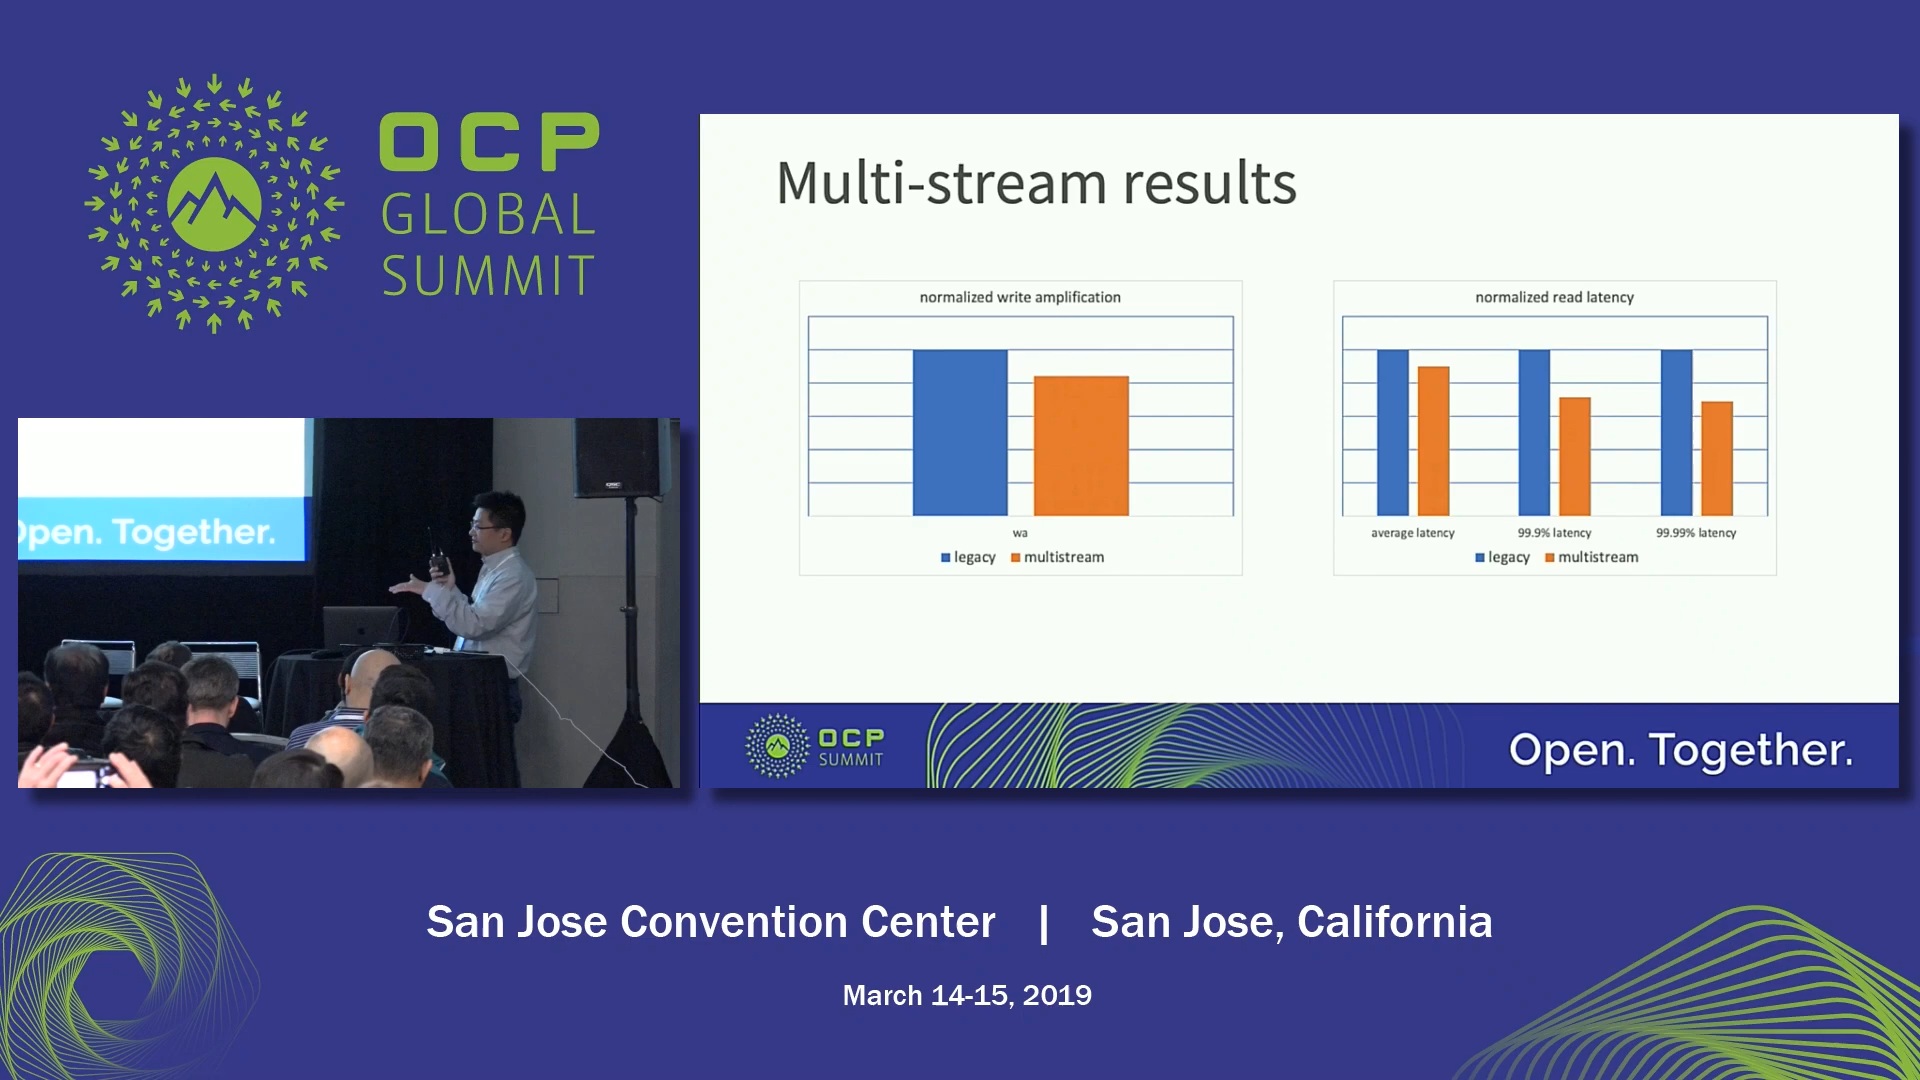 OCP
GLOBAL
SUMMIT
Multi-stream results
normalized write amplification
wa
legacy multistream
normalized read latency
average latency 99.9% latency 99.99% latency
legacy multistream
pen. Together.
OCP
SUMMIT
Open. Together.
San Jose Convention Center | San Jose, California
March 14-15, 2019